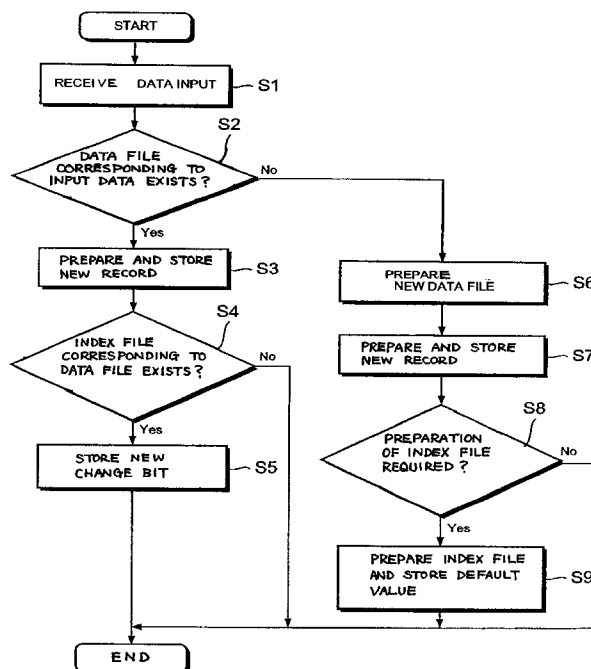 START
RECEIVE DATA INPUT
S1
S2
DATA FILE
CORRESPONDING TO
INPUT DATA EXISTS?
No
Yes
PREPARE AND STORE
NEW RECORD
S3
S4
INDEX FILE
CORRESPONDING TO
DATA FILE EXISTS?
No
Yes
STORE NEW
CHANGE BIT
S5
PREPARE
NEW DATA FILE
S6
PREPARE AND STORE
NEW RECORD
S7
S8
PREPARATION
OF INDEX FILE
REQUIRED?
No
Yes
PREPARE INDEX FILE
AND STORE DEFAULT
VALUE
S9
END